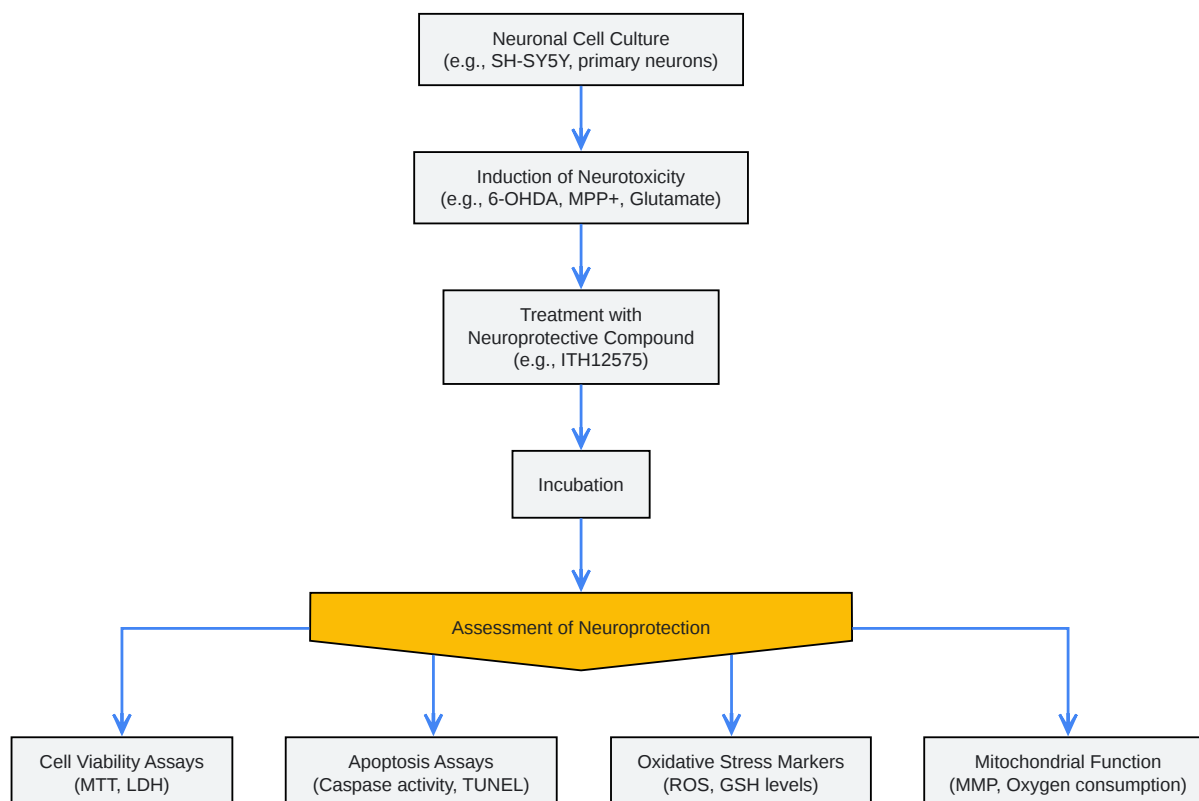 Neuronal Cell Culture
(e.g., SH-SY5Y, primary neurons)
Induction of Neurotoxicity
(e.g., 6-OHDA, MPP+, Glutamate)
Treatment with
Neuroprotective Compound
(e.g., ITH12575)
Incubation
Assessment of Neuroprotection
Cell Viability Assays
(MTT, LDH)
Apoptosis Assays
(Caspase activity, TUNEL)
Oxidative Stress Markers
(ROS, GSH levels)
Mitochondrial Function
(MMP, Oxygen consumption)